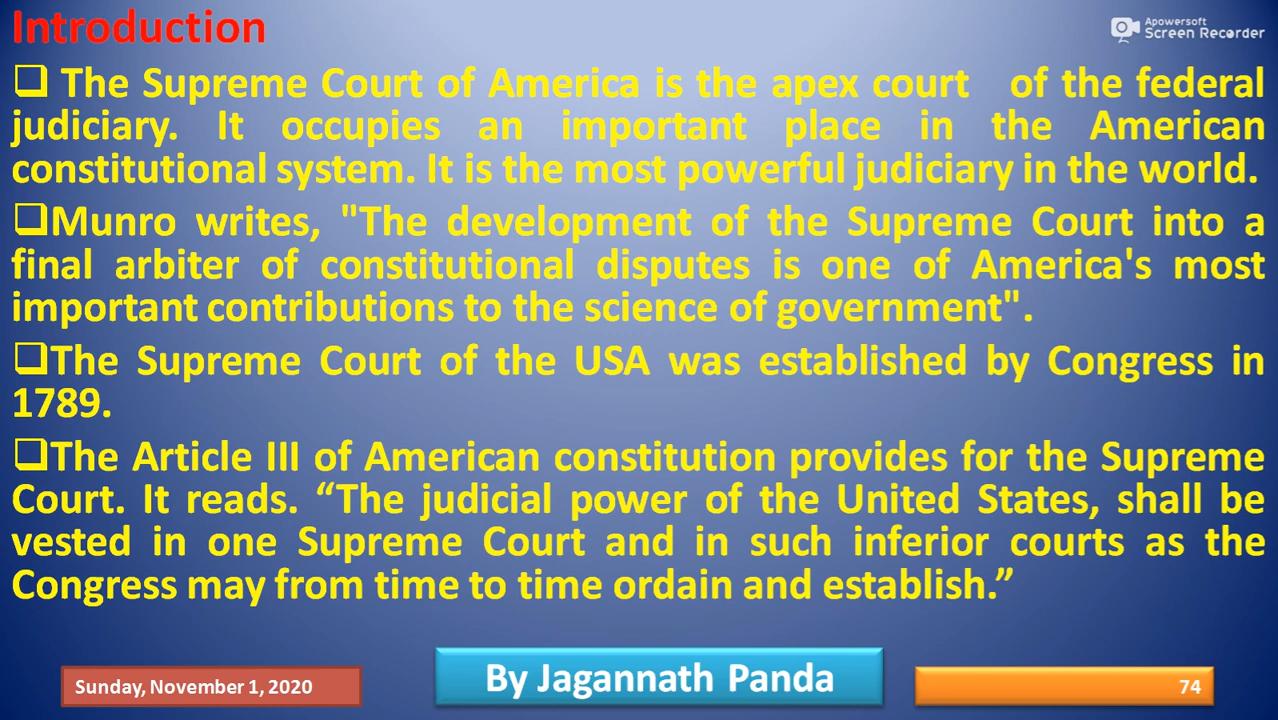 Introduction
Apowersoft
Screen Recorder
❑ The Supreme Court of America is the apex court of the federal
judiciary. It occupies an important place in the American
constitutional system. It is the most powerful judiciary in the world.
❑Munro writes, "The development of the Supreme Court into a
final arbiter of constitutional disputes is one of America's most
important contributions to the science of government".
❑The Supreme Court of the USA was established by Congress in
1789.
❑The Article III of American constitution provides for the Supreme
Court. It reads. “The judicial power of the United States, shall be
vested in one Supreme Court and in such inferior courts as the
Congress may from time to time ordain and establish.”
Sunday, November 1, 2020
By Jagannath Panda
74